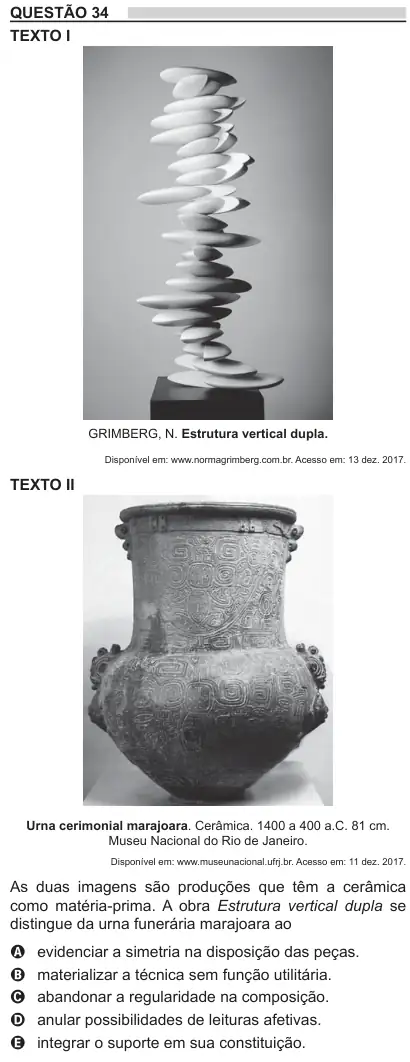 QUESTÃO 34
TEXTO I
GRIMBERG, N. Estrutura vertical dupla.
Disponível em: www.normagrimberg.com.br. Acesso em: 13 dez. 2017.
TEXTO II
Urna cerimonial marajoara. Cerâmica. 1400 a 400 a.C. 81 cm.
Museu Nacional do Rio de Janeiro.
Disponível em: www.museunacional.ufrj.br. Acesso em: 11 dez. 2017.
As duas imagens são produções que têm a cerâmica
como matéria-prima. A obra Estrutura vertical dupla se
distingue da urna funerária marajoara ao
A evidenciar a simetria na disposição das peças.
B materializar a técnica sem função utilitária.
C abandonar a regularidade na composição.
D anular possibilidades de leituras afetivas.
E integrar o suporte em sua constituição.